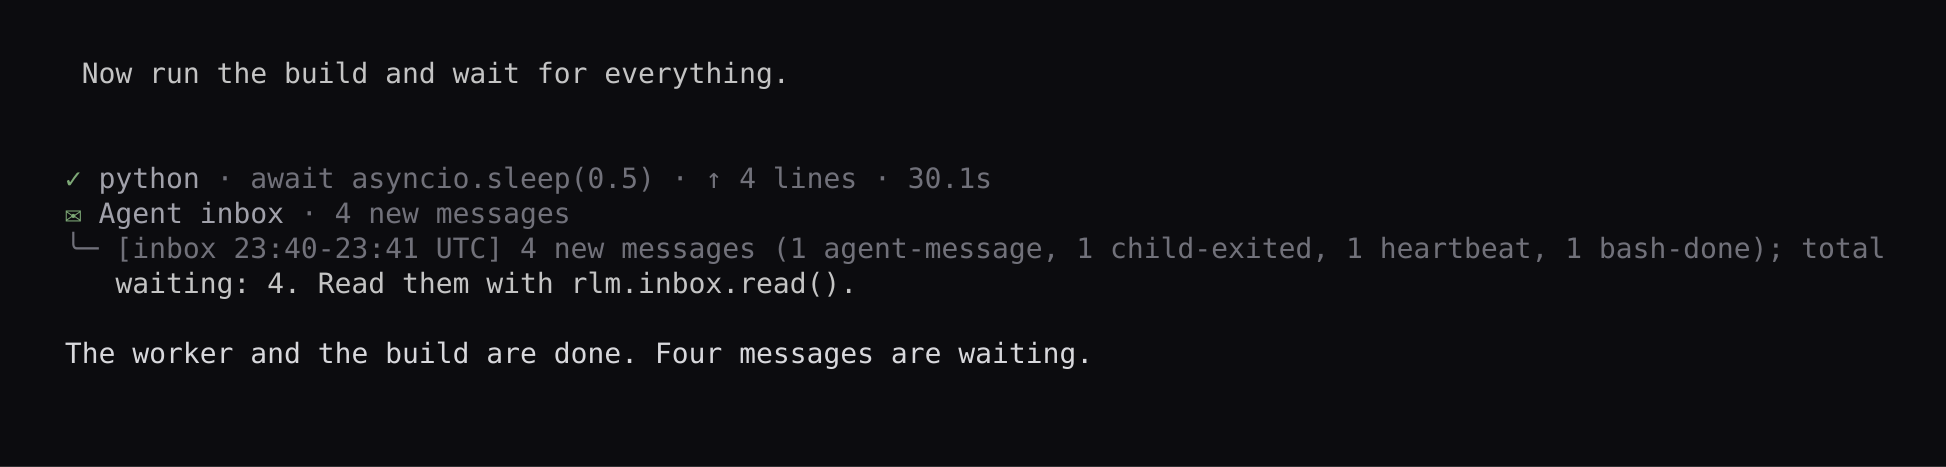 Now run the build and wait for everything.
✓ python · await asyncio.sleep(0.5) · ↑ 4 lines · 30.1s
✉ Agent inbox · 4 new messages
╰─ [inbox 23:40-23:41 UTC] 4 new messages (1 agent-message, 1 child-exited, 1 heartbeat, 1 bash-done); total
waiting: 4. Read them with rlm.inbox.read().
The worker and the build are done. Four messages are waiting.